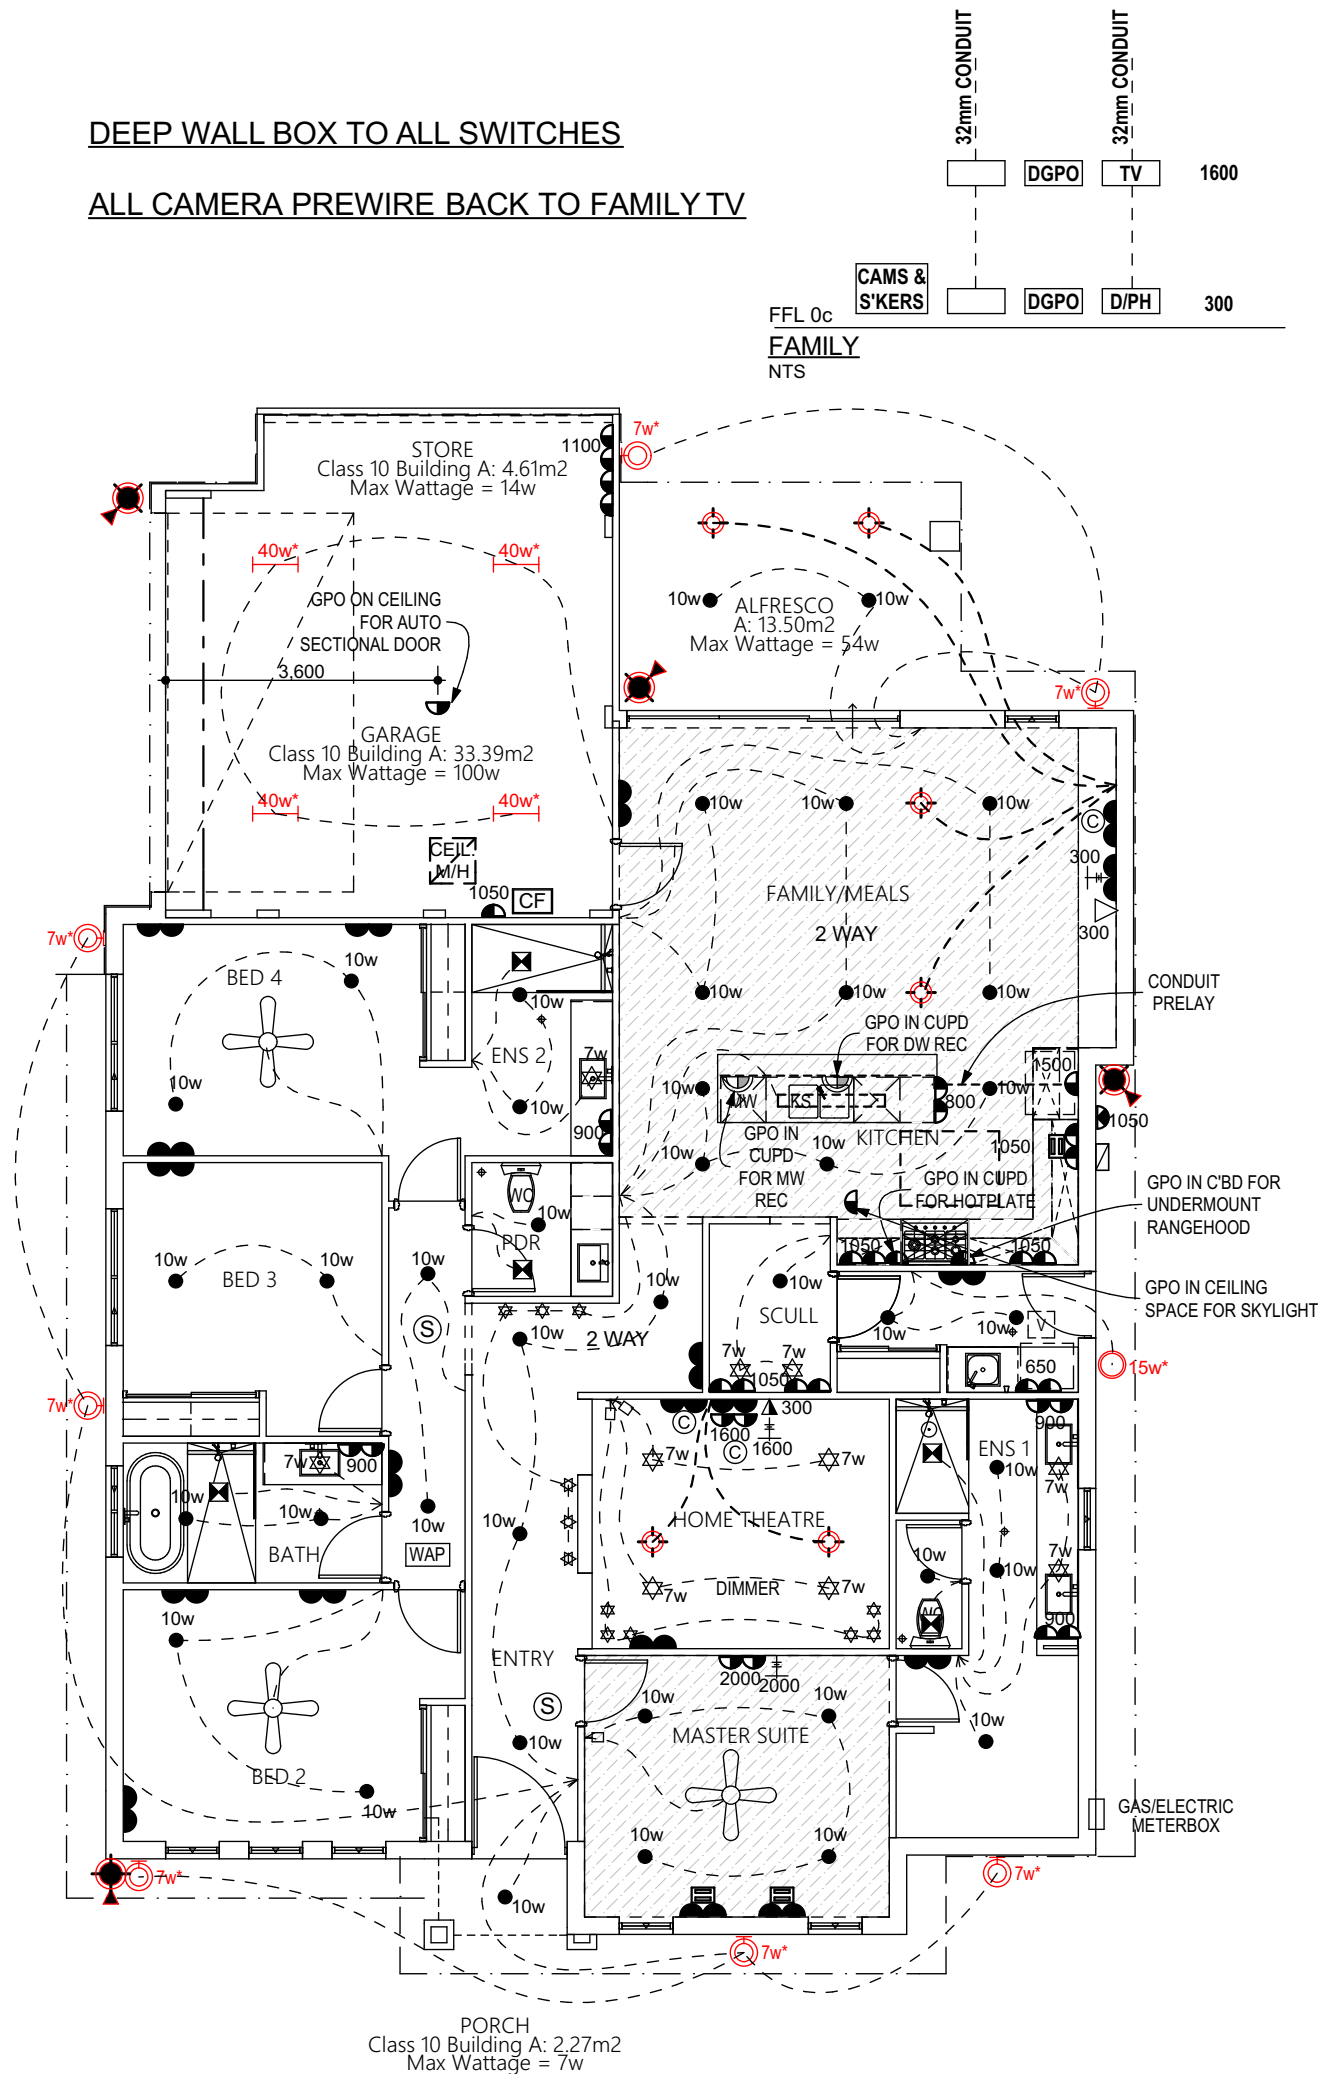 32mm CONDUIT
32mm CONDUIT
DEEP WALL BOX TO ALL SWITCHES
DGPO
TV
1600
ALL CAMERA PREWIRE BACK TO FAMILY TV
CAMS &
S'KERS
DGPO
D/PH
300
FFL 0c
FAMILY
NTS
STORE
Class 10 Building A: 4.61m2
Max Wattage = 14w
1100
7w*
40w*
40w*
GPO ON CEILING
FOR AUTO
SECTIONAL DOOR
3,600
10w
10w
ALFRESCO
A: 13.50m2
Max Wattage = 54w
7w*
GARAGE
Class 10 Building A: 33.39m2
Max Wattage = 100w
40w*
40w*
CEIL.
M/H
1050
CF
10w
10w
10w
C
300
300
FAMILY/MEALS
2 WAY
10w
10w
10w
CONDUIT
PRELAY
7w*
10w
BED 4
10w
10w
ENS 2
7w
10w
900
GPO IN CUPD
FOR DW REC
1500
10w
MW
KS
800
10w
1050
KITCHEN
1050
10w
10w
GPO IN
CUPD
FOR MW
REC
GPO IN CUPD
FOR HOTPLATE
1050
1050
GPO IN C'BD FOR
UNDERMOUNT
RANGEHOOD
GPO IN CEILING
SPACE FOR SKYLIGHT
WC
10w
PDR
10w
BED 3
10w
10w
S
10w
10w
2 WAY
10w
SCULL
7w
7w
1050
10w
10w
V
650
15w*
7w*
7w
900
10w
10w
BATH
10w
WAP
10w
C
1600
C
300
1600
7w
7w
HOME THEATRE
DIMMER
7w
7w
900
ENS 1
10w
7w
7w
10w
10w
WC
900
10w
BED 2
10w
ENTRY
S
10w
2000
2000
10w
10w
MASTER SUITE
10w
10w
10w
GAS/ELECTRIC
METERBOX
7w*
10w
7w*
7w*
PORCH
Class 10 Building A: 2.27m2
Max Wattage = 7w